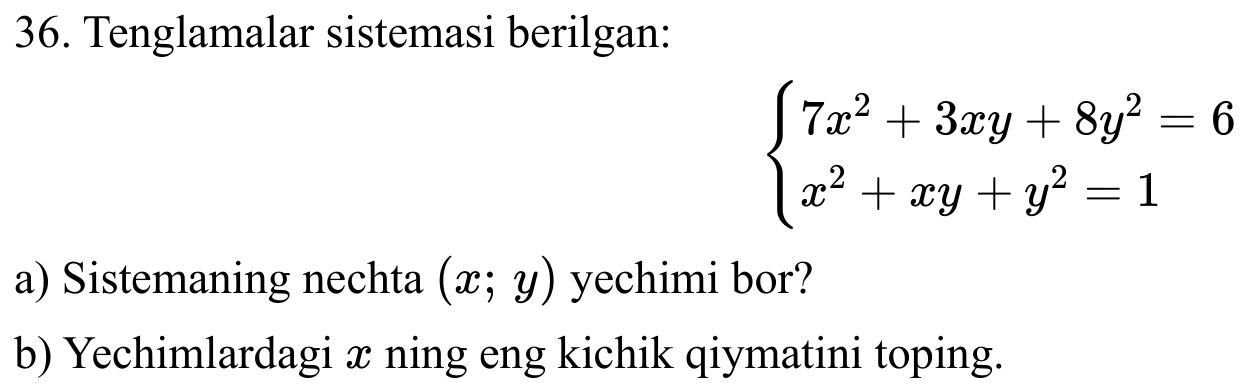 36. Tenglamalar sistemasi berilgan:
7x² + 3xy + 8y² = 6
x² + xy + y² = 1
a) Sistemaning nechta (x; y) yechimi bor?
b) Yechimlardagi x ning eng kichik qiymatini toping.